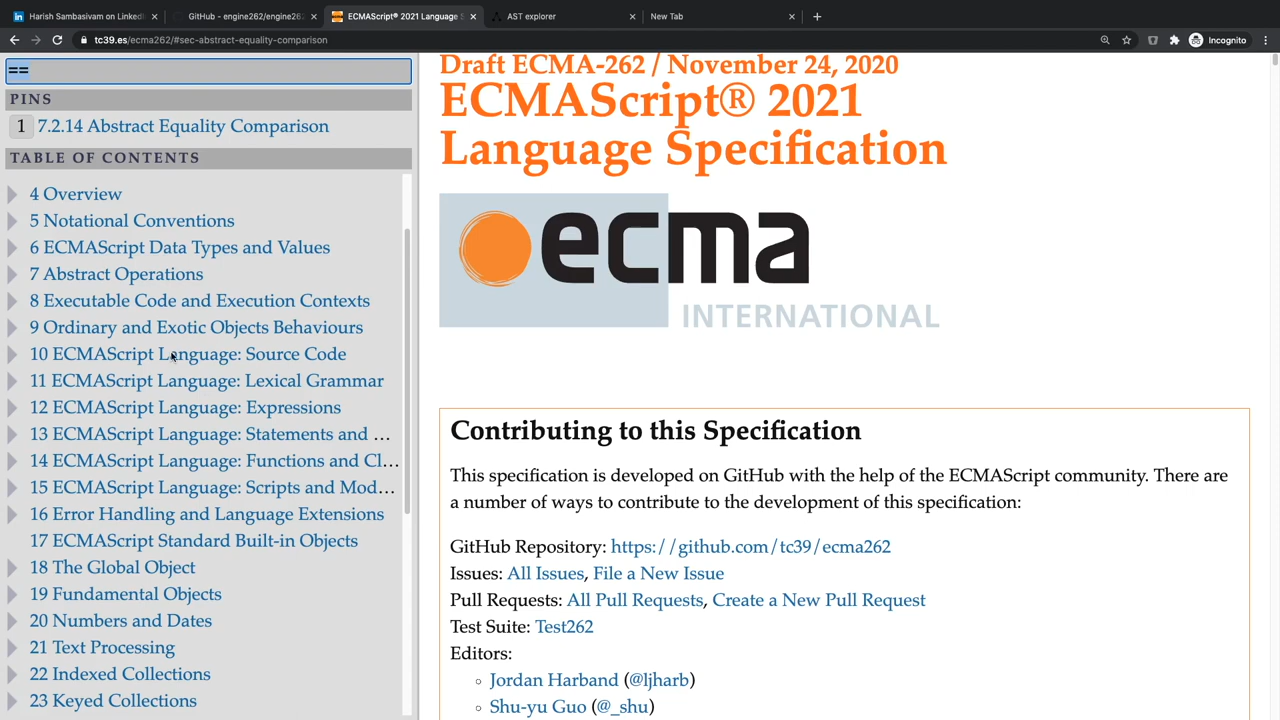 Harish Sambasivam on LinkedI
GitHub - engine262/engine262
ECMAScript® 2021 Language S
AST explorer
New Tab
tc39.es/ecma262/#sec-abstract-equality-comparison
Incognito
==
PINS
1 7.2.14 Abstract Equality Comparison
TABLE OF CONTENTS
4 Overview
5 Notational Conventions
6 ECMAScript Data Types and Values
7 Abstract Operations
8 Executable Code and Execution Contexts
9 Ordinary and Exotic Objects Behaviours
10 ECMAScript Language: Source Code
11 ECMAScript Language: Lexical Grammar
12 ECMAScript Language: Expressions
13 ECMAScript Language: Statements and ...
14 ECMAScript Language: Functions and Cl...
15 ECMAScript Language: Scripts and Mod...
16 Error Handling and Language Extensions
17 ECMAScript Standard Built-in Objects
18 The Global Object
19 Fundamental Objects
20 Numbers and Dates
21 Text Processing
22 Indexed Collections
23 Keyed Collections
Draft ECMA-262 / November 24, 2020
ECMAScript® 2021
Language Specification
ecma
INTERNATIONAL
Contributing to this Specification
This specification is developed on GitHub with the help of the ECMAScript community. There are
a number of ways to contribute to the development of this specification:
GitHub Repository: https://github.com/tc39/ecma262
Issues: All Issues, File a New Issue
Pull Requests: All Pull Requests, Create a New Pull Request
Test Suite: Test262
Editors:
Jordan Harband (@ljharb)
Shu-yu Guo (@_shu)